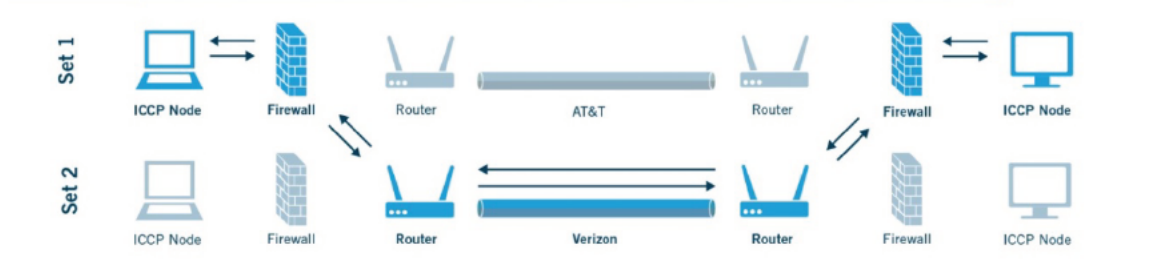 Set 1
ICCP Node
Firewall
Router
AT&T
Router
Firewall
ICCP Node
Set 2
ICCP Node
Firewall
Router
Verizon
Router
Firewall
ICCP Node